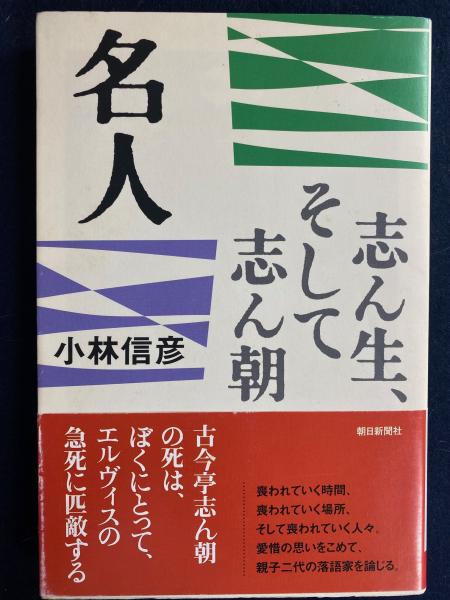 名人
志ん生、
そして
志ん朝
小林信彦
朝日新聞社
古今亭志ん朝
の死は、
ぼくにとって、
エルヴィスの
急死に匹敵する
喪われていく時間、
喪われていく場所、
そして喪われていく人々。
愛惜の思いをこめて、
親子二代の落語家を論じる。